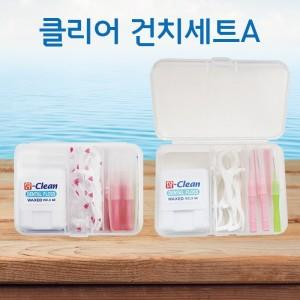 클리어 건치세트A
-Clean
DENTAL FLOSS
WAXED
-Clean
DENTAL FLOSS
WAXED